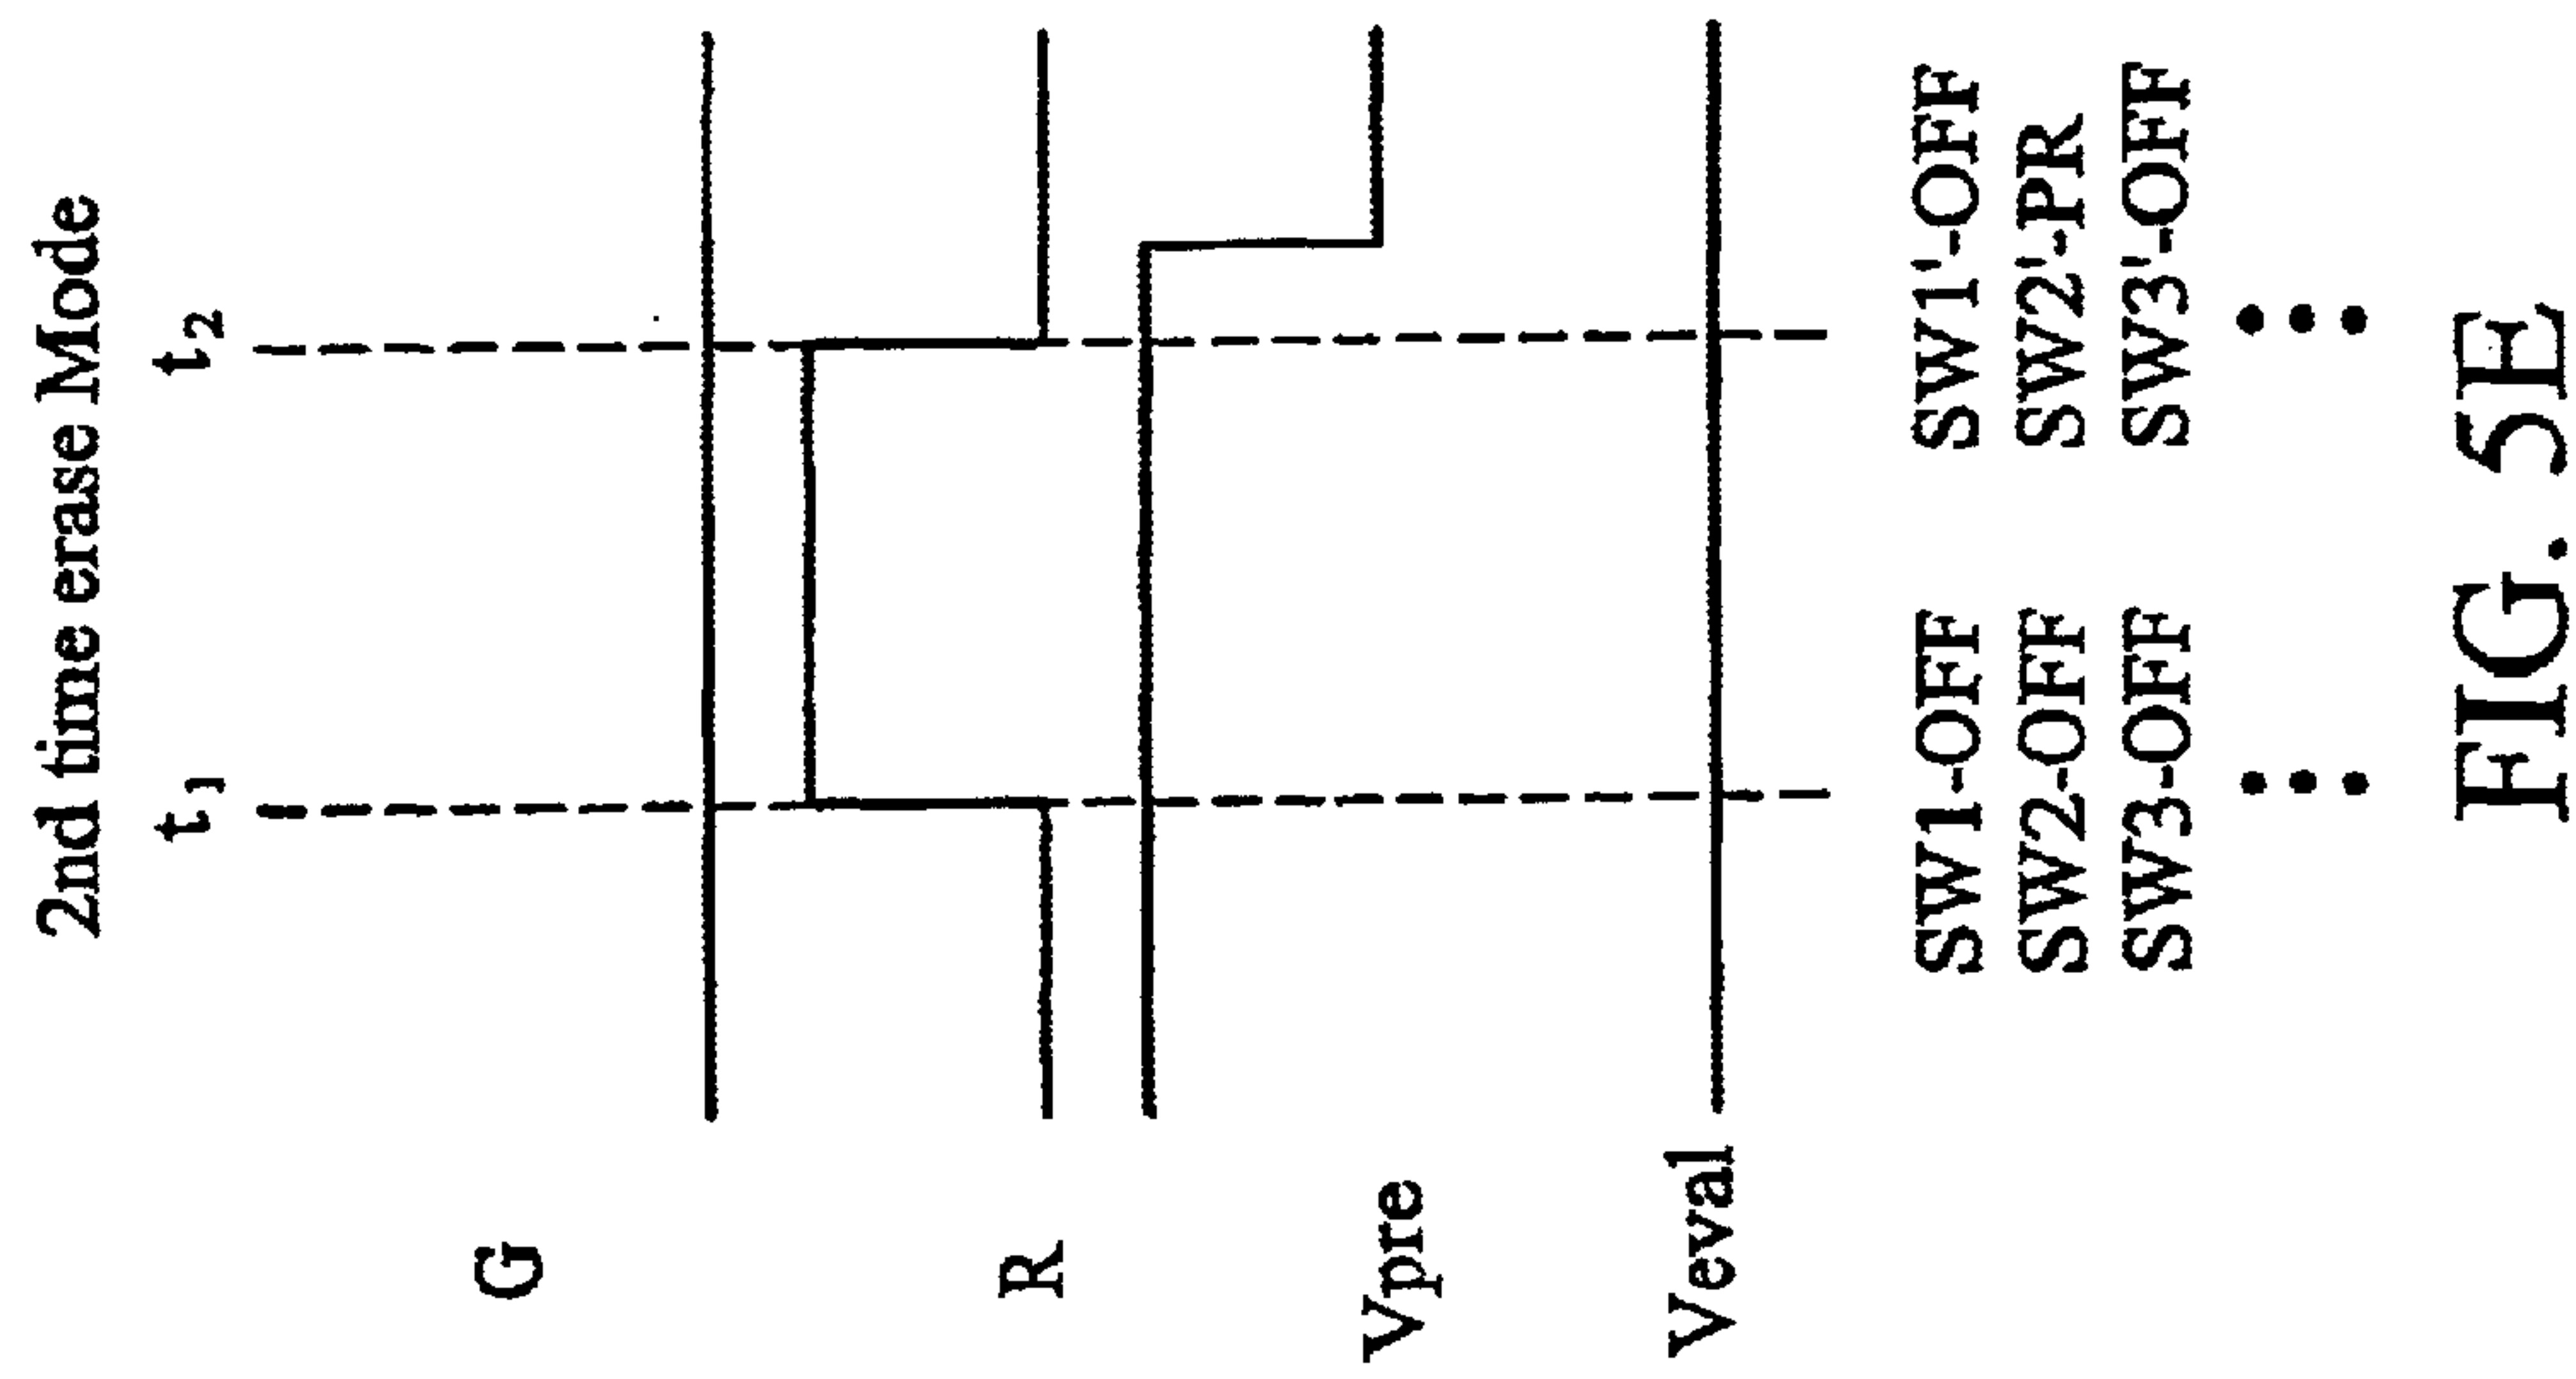 2nd time erase Mode
t1 t2
G
R
Vpre
Veval
SW1-OFF SW1'-OFF
SW2-OFF SW2'-PR
SW3-OFF SW3'-OFF
FIG. 5E